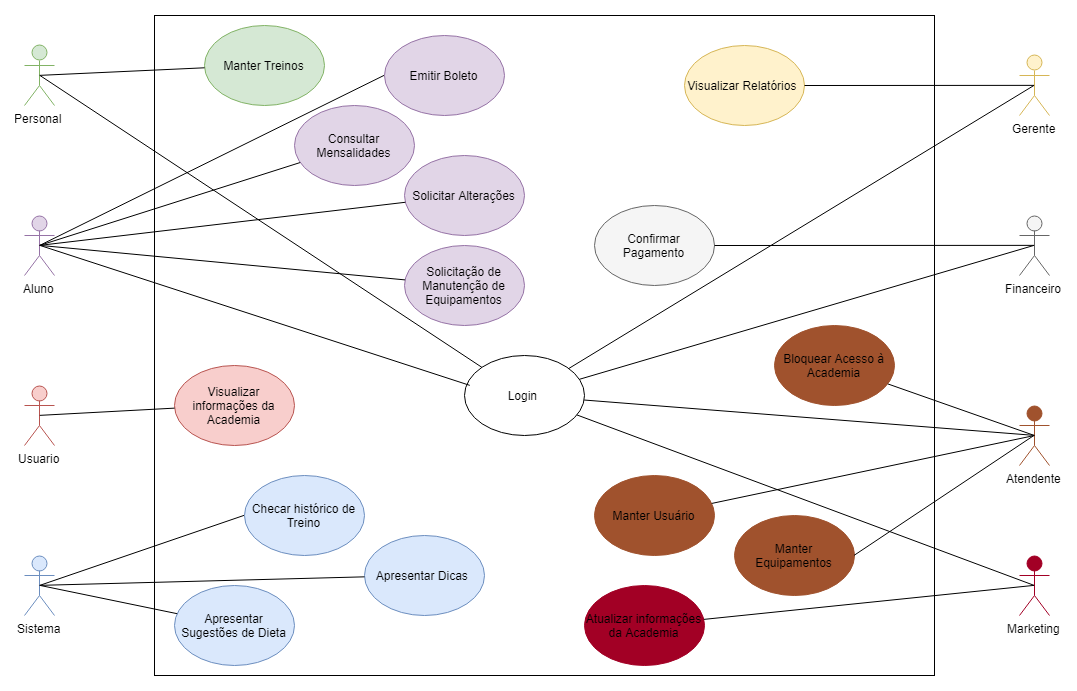 Manter Treinos
Emitir Boleto
Visualizar Relatórios
Personal
Gerente
Consultar
Mensalidades
Solicitar Alterações
Confirmar
Pagamento
Aluno
Solicitação de
Manutenção de
Equipamentos
Financeiro
Bloquear Acesso á
Academia
Visualizar
informações da
Academia
Login
Usuario
Atendente
Checar histórico de
Treino
Manter Usuário
Manter
Equipamentos
Apresentar Dicas
Sistema
Apresentar
Sugestões de Dieta
Atualizar Informações
da Academia
Marketing